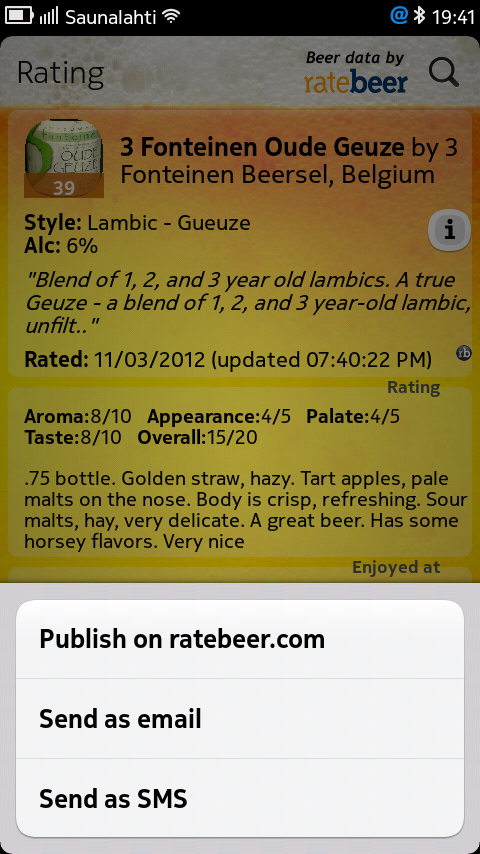 Saunalahti @ 19:41
Rating
Beer data by
ratebeer
OUDE
GEUZE
39
3 Fonteinen Oude Geuze by 3
Fonteinen Beersel, Belgium
Style: Lambic - Gueuze
Alc: 6%
i
"Blend of 1, 2, and 3 year old lambics. A true
Geuze - a blend of 1, 2, and 3 year-old lambic,
unfilt.."
Rated: 11/03/2012 (updated 07:40:22 PM)
rb
Rating
Aroma:8/10 Appearance:4/5 Palate:4/5
Taste:8/10 Overall:15/20
.75 bottle. Golden straw, hazy. Tart apples, pale
malts on the nose. Body is crisp, refreshing. Sour
malts, hay, very delicate. A great beer. Has some
horsey flavors. Very nice
Enjoyed at
Publish on ratebeer.com
Send as email
Send as SMS